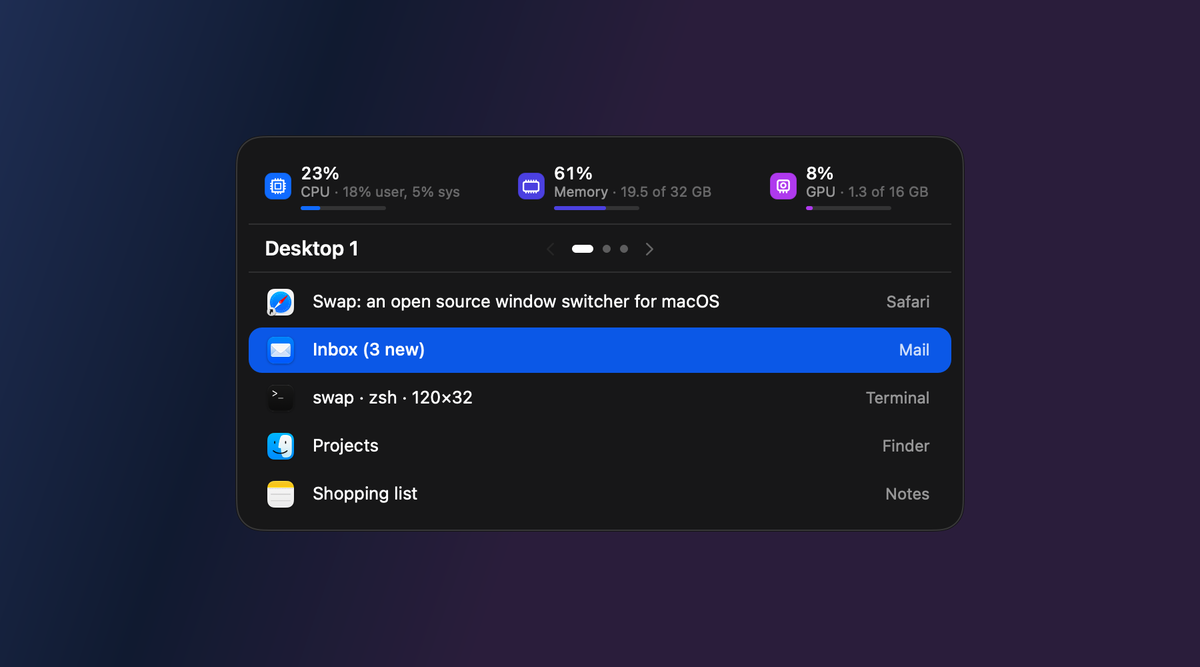 23%
CPU · 18% user, 5% sys
61%
Memory · 19.5 of 32 GB
8%
GPU · 1.3 of 16 GB
Desktop 1
Swap: an open source window switcher for macOS Safari
Inbox (3 new) Mail
>_
swap · zsh · 120×32 Terminal
Projects Finder
Shopping list Notes